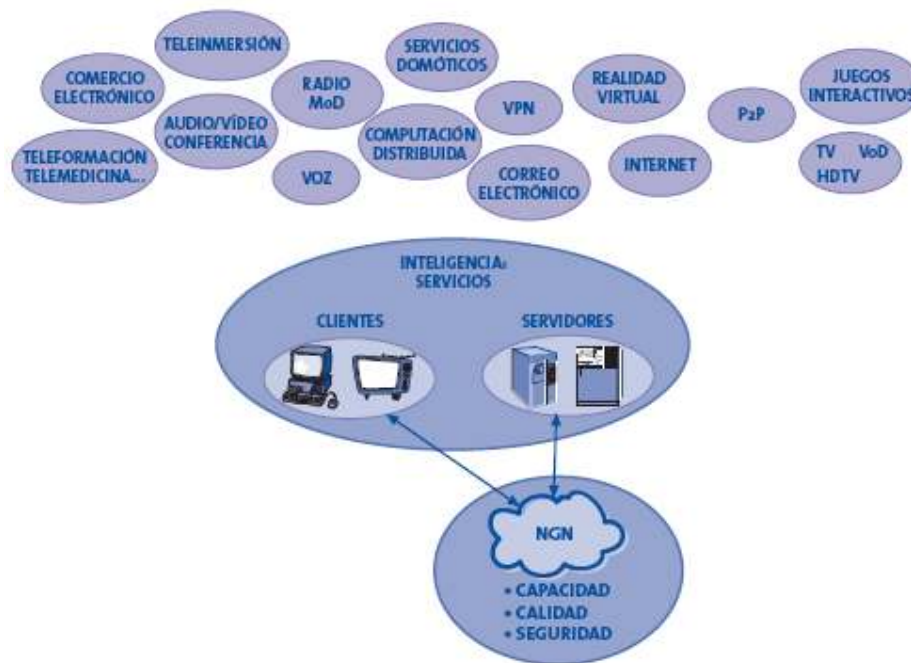 TELEINMERSIÓN
SERVICIOS
DOMÓTICOS
COMERCIO
ELECTRÓNICO
RADIO
MoD
REALIDAD
VIRTUAL
JUEGOS
INTERACTIVOS
VPN
P2P
AUDIO/VÍDEO
CONFERENCIA
COMPUTACIÓN
DISTRIBUIDA
TELEFORMACIÓN
TELEMEDICINA...
VOZ
CORREO
ELECTRÓNICO
INTERNET
TV VoD
HDTV
INTELIGENCIA:
SERVICIOS
CLIENTES
SERVIDORES
NGN
• CAPACIDAD
• CALIDAD
• SEGURIDAD